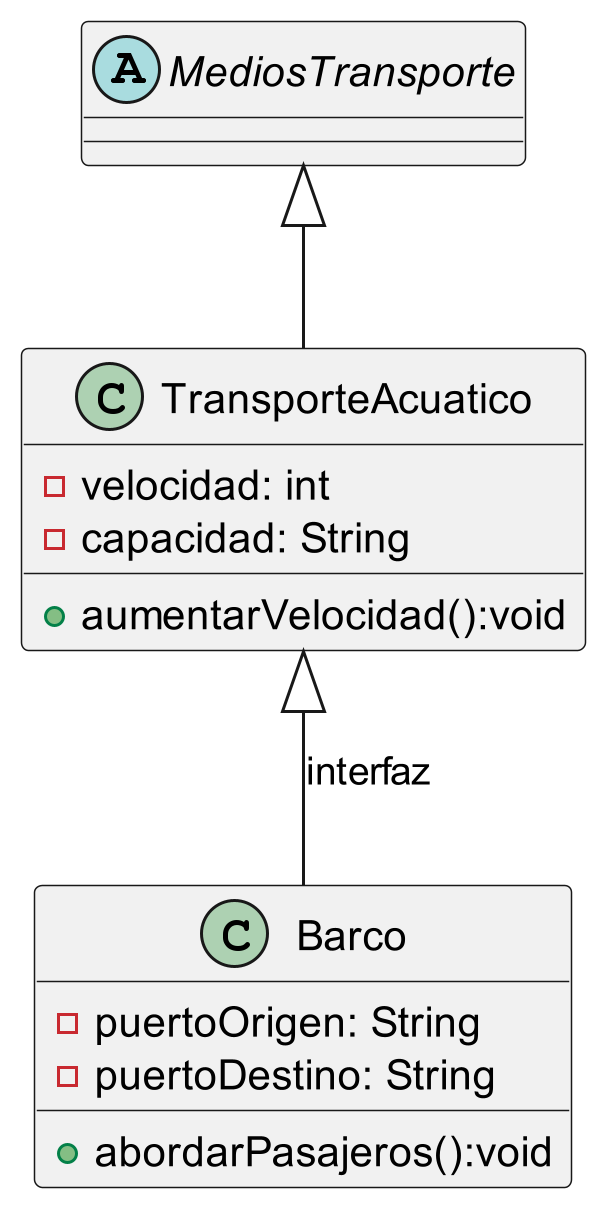 A MediosTransporte
C TransporteAcuatico
velocidad: int
capacidad: String
aumentarVelocidad():void
interfaz
C Barco
puertoOrigen: String
puertoDestino: String
abordarPasajeros():void